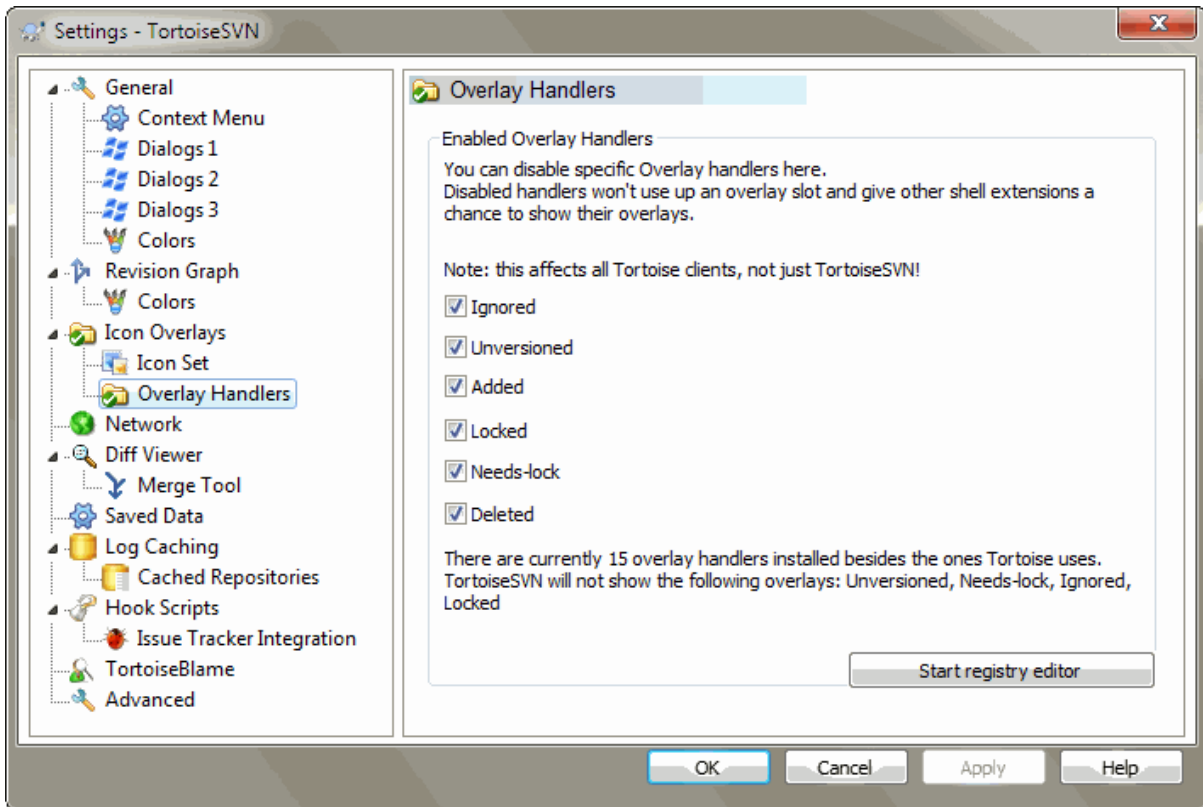 Settings - TortoiseSVN
General
Context Menu
Dialogs 1
Dialogs 2
Dialogs 3
Colors
Revision Graph
Colors
Icon Overlays
Icon Set
Overlay Handlers
Network
Diff Viewer
Merge Tool
Saved Data
Log Caching
Cached Repositories
Hook Scripts
Issue Tracker Integration
TortoiseBlame
Advanced
Overlay Handlers
Enabled Overlay Handlers
You can disable specific Overlay handlers here.
Disabled handlers won't use up an overlay slot and give other shell extensions a
chance to show their overlays.
Note: this affects all Tortoise clients, not just TortoiseSVN!
Ignored
Unversioned
Added
Locked
Needs-lock
Deleted
There are currently 15 overlay handlers installed besides the ones Tortoise uses.
TortoiseSVN will not show the following overlays: Unversioned, Needs-lock, Ignored,
Locked
Start registry editor
OK
Cancel
Apply
Help